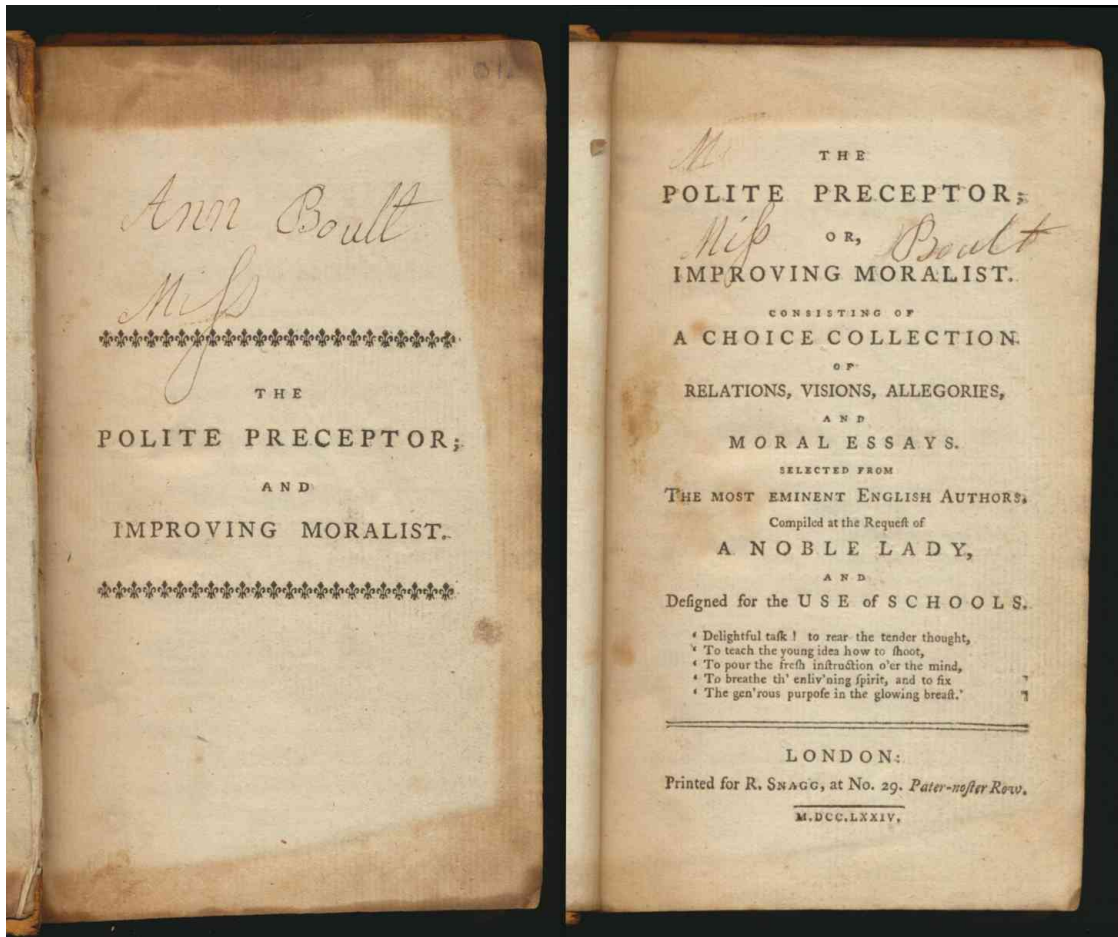 Ann Boult
Miſs
THE
POLITE PRECEPTOR;
AND
IMPROVING MORALIST.
THE
POLITE PRECEPTOR;
Miſs OR, Boult
IMPROVING MORALIST.
CONSISTING OF
A CHOICE COLLECTION
OF
RELATIONS, VISIONS, ALLEGORIES,
AND
MORAL ESSAYS.
SELECTED FROM
THE MOST EMINENT ENGLISH AUTHORS.
Compiled at the Requeſt of
A NOBLE LADY,
AND
Deſigned for the USE of SCHOOLS.
‘ Delightful taſk ! to rear the tender thought,
‘ To teach the young idea how to ſhoot,
‘ To pour the freſh inſtruction o’er the mind,
‘ To breathe th’ enliv’ning ſpirit, and to fix
‘ The gen’rous purpoſe in the glowing breaſt.’
LONDON:
Printed for R. SNAGG, at No. 29. Pater-noſter Row.
M.DCC.LXXIV.